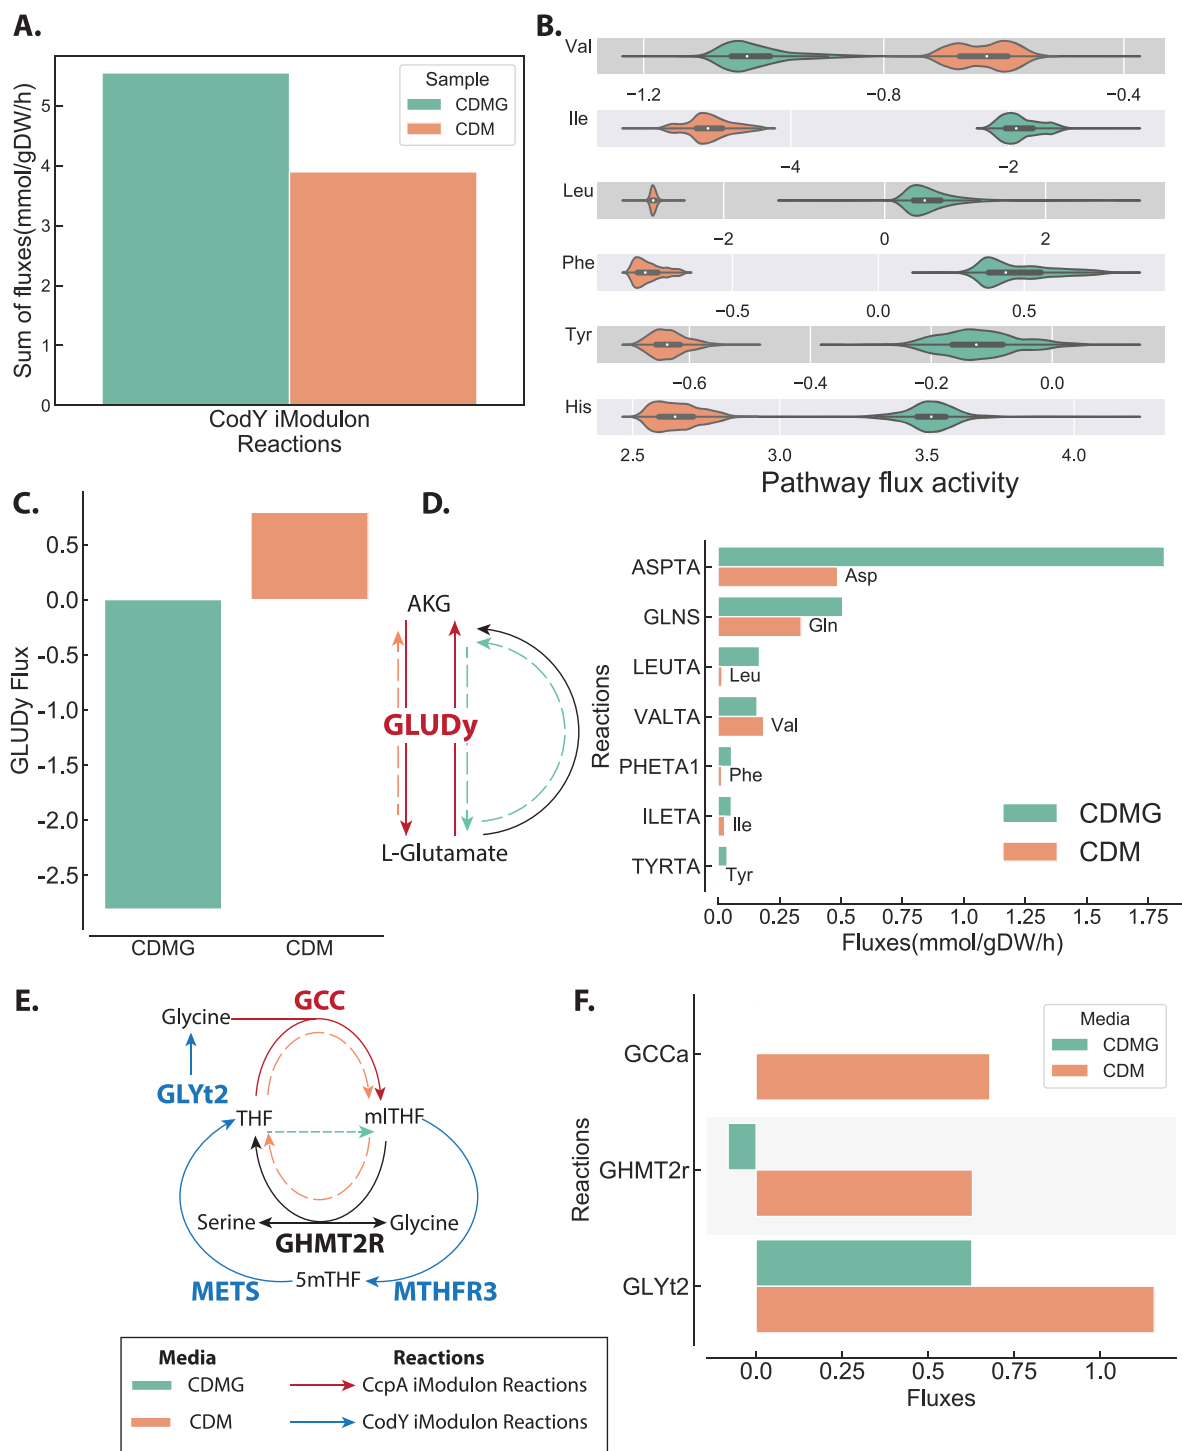 A.
Sum of fluxes(mmol/gDW/h)
5
4
3
2
1
0
Sample
CDMG
CDM
CodY iModulon
Reactions
B.
Val
−1.2 −0.8 −0.4
Ile
−4 −2
Leu
−2 0 2
Phe
−0.5 0.0 0.5
Tyr
−0.6 −0.4 −0.2 0.0
His
2.5 3.0 3.5 4.0
Pathway flux activity
C.
GLUDy Flux
0.5
0.0
-0.5
-1.0
-1.5
-2.0
-2.5
CDMG CDM
D.
AKG
GLUDy
L-Glutamate
Reactions
ASPTA
Asp
GLNS
Gln
LEUTA
Leu
VALTA
Val
PHETA1
Phe
ILETA
Ile
TYRTA
Tyr
CDMG
CDM
0.0 0.25 0.5 0.75 1.0 1.25 1.5 1.75
Fluxes(mmol/gDW/h)
E.
GCC
Glycine
GLYt2
THF
mlTHF
Serine
Glycine
GHMT2R
METS
5mTHF
MTHFR3
Media
Reactions
CDMG
CcpA iModulon Reactions
CDM
CodY iModulon Reactions
F.
Reactions
Media
CDMG
CDM
GCCa
GHMT2r
GLYt2
0.0 0.5 0.75 1.0
Fluxes